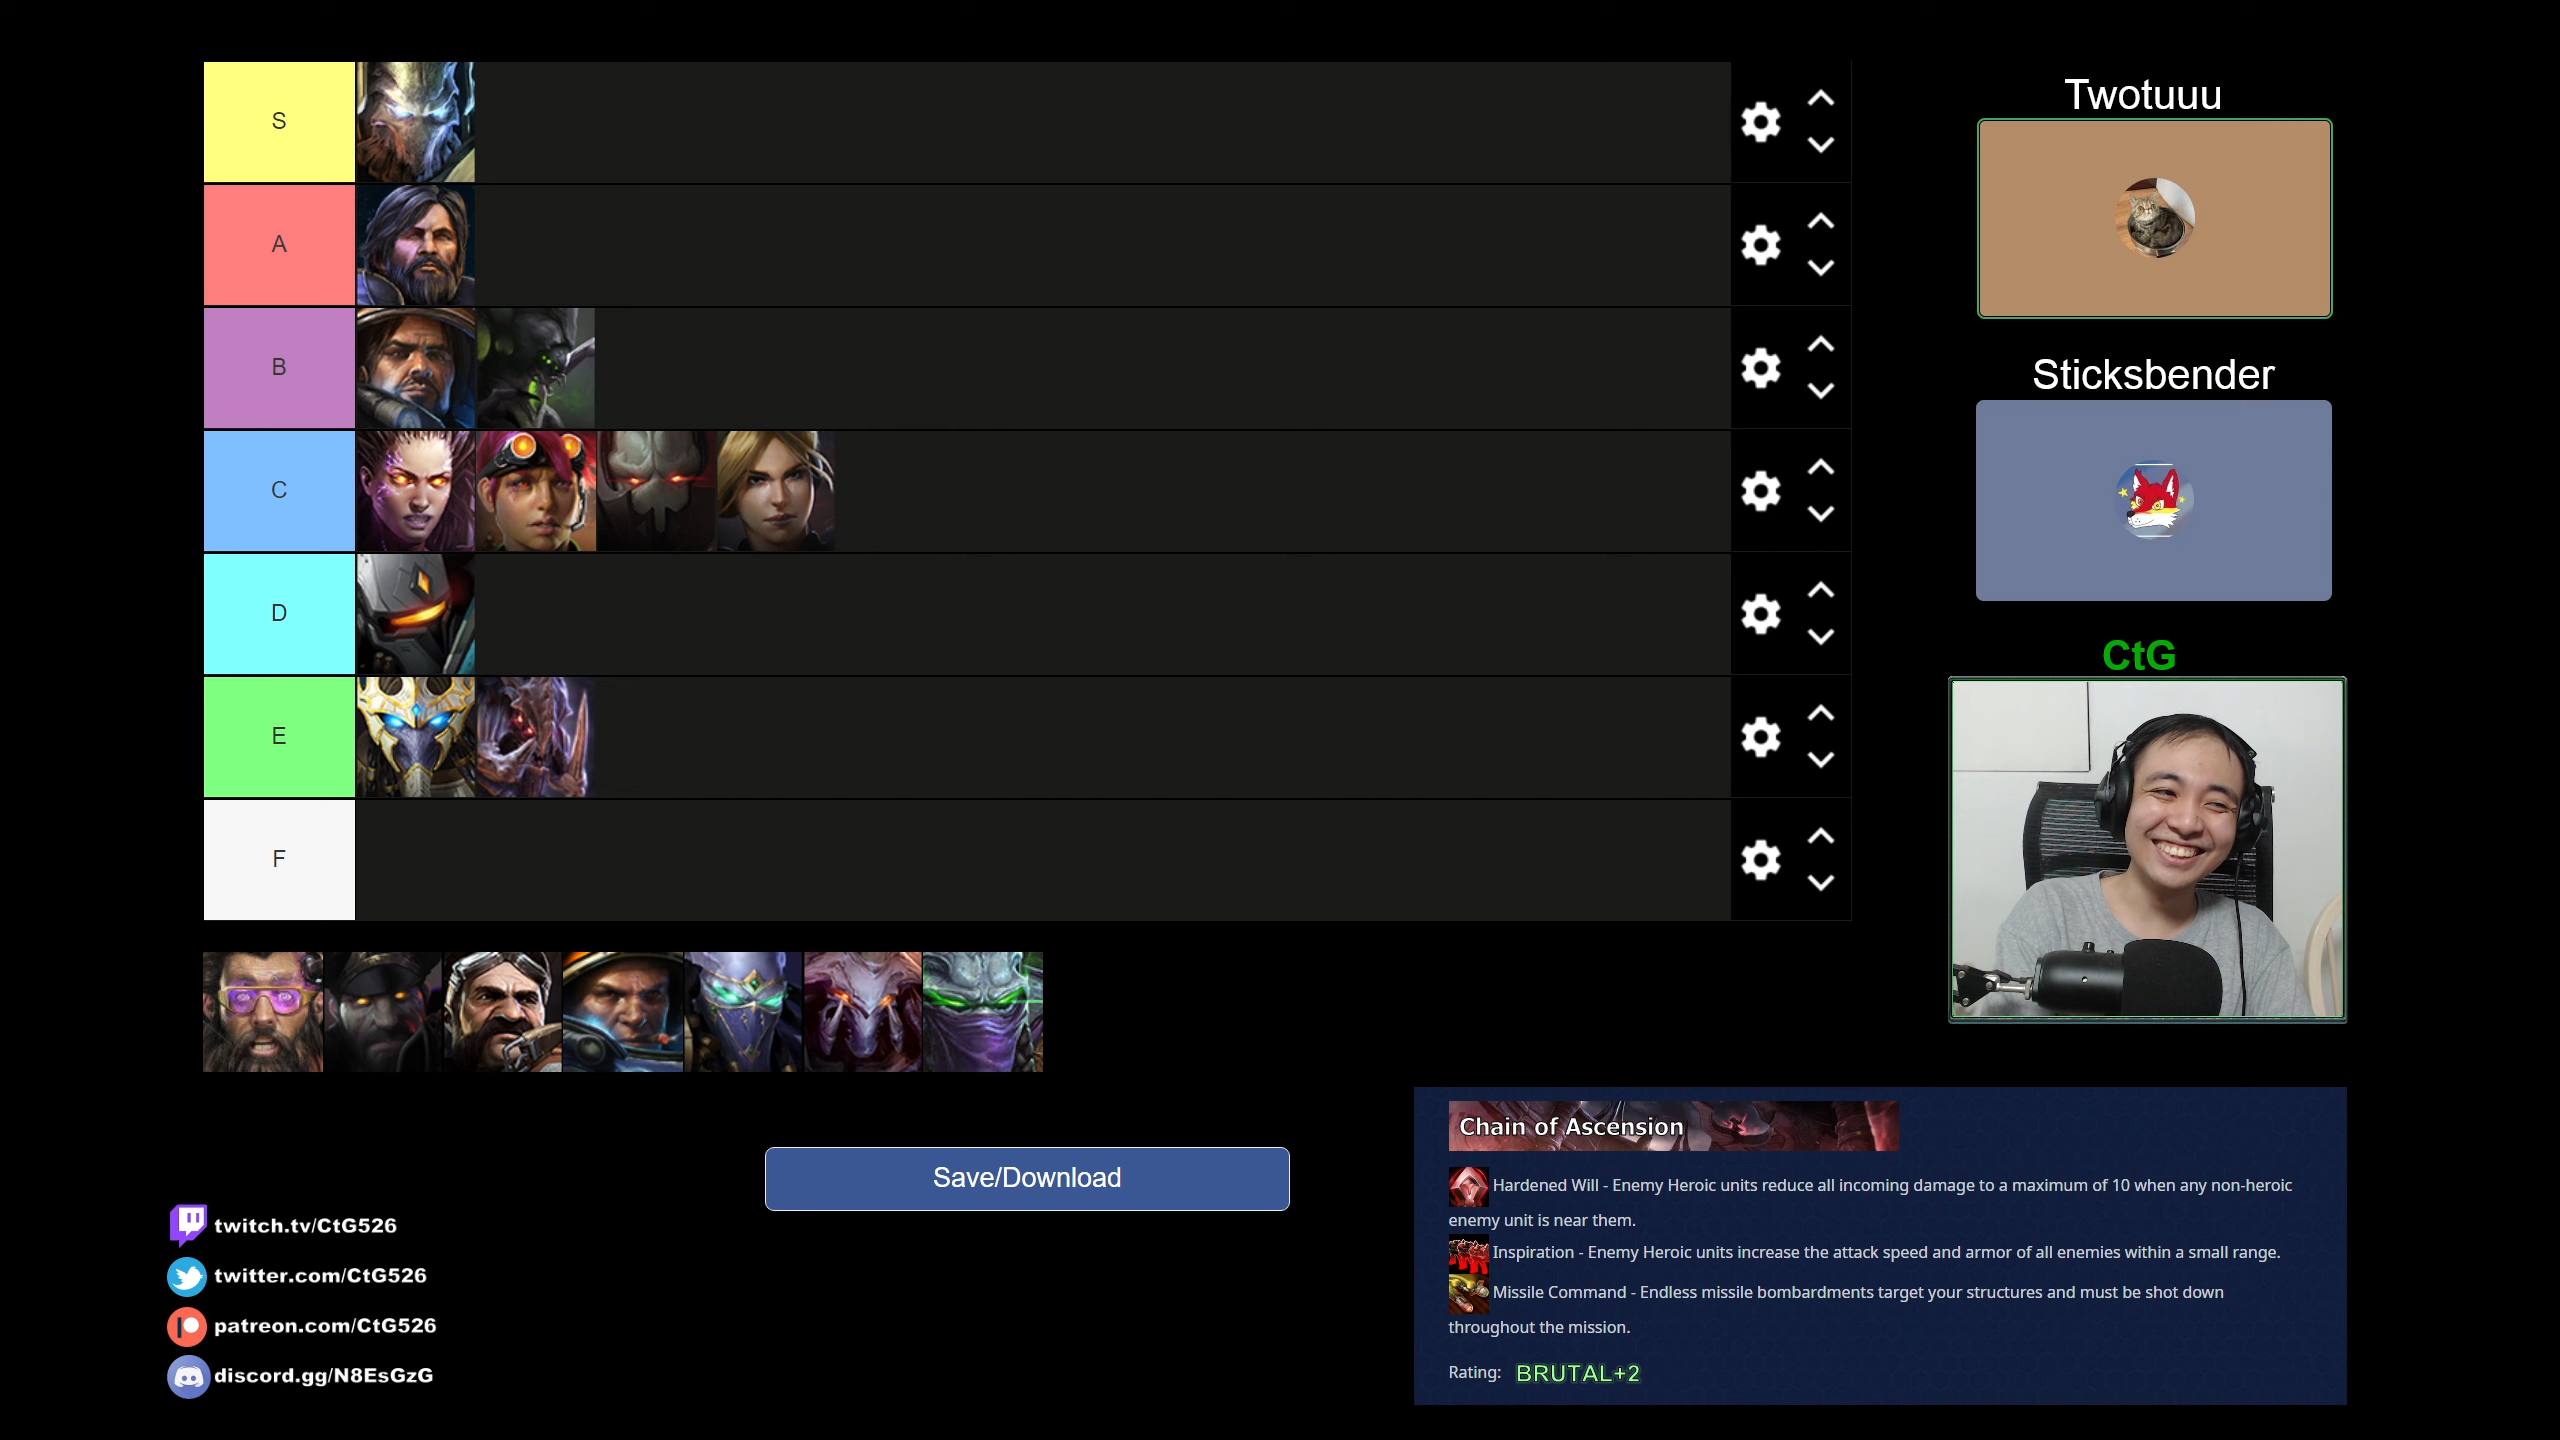 S
A
B
C
D
E
F
Twotuuu
Sticksbender
CtG
Save/Download
twitch.tv/CtG526
twitter.com/CtG526
patreon.com/CtG526
discord.gg/N8EsGzG
Chain of Ascension
Hardened Will - Enemy Heroic units reduce all incoming damage to a maximum of 10 when any non-heroic
enemy unit is near them.
Inspiration - Enemy Heroic units increase the attack speed and armor of all enemies within a small range.
Missile Command - Endless missile bombardments target your structures and must be shot down
throughout the mission.
Rating: BRUTAL+2